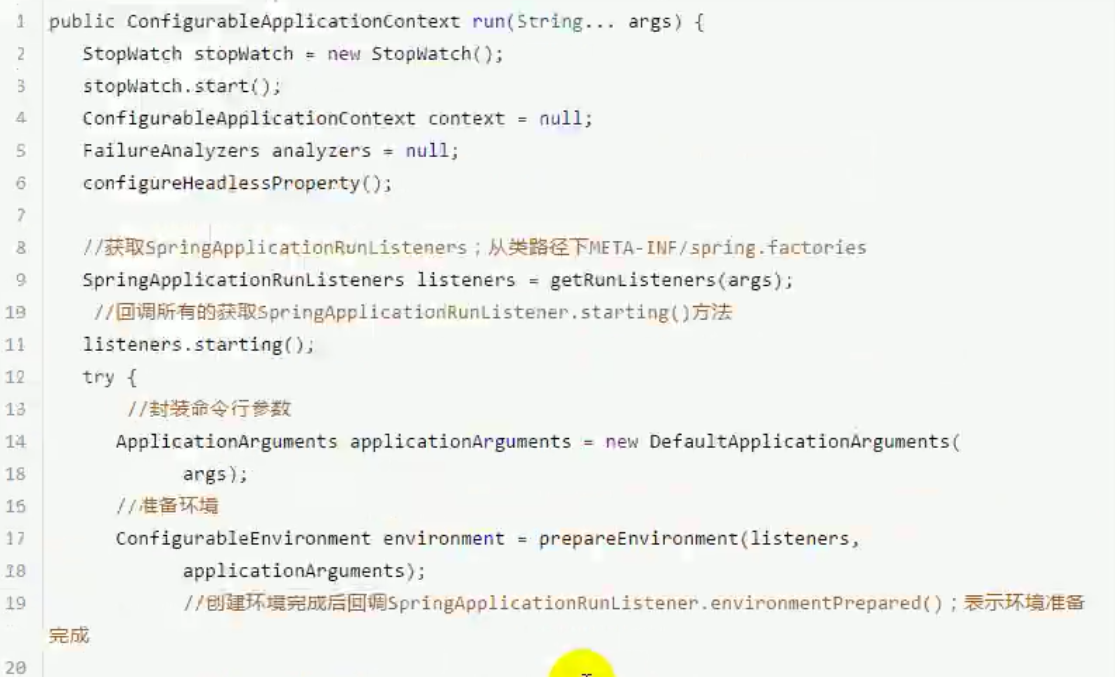 1 public ConfigurableApplicationContext run(String... args) {
2 StopWatch stopWatch = new StopWatch();
3 stopWatch.start();
4 ConfigurableApplicationContext context = null;
5 FailureAnalyzers analyzers = null;
6 configureHeadlessProperty();
7
8 //获取SpringApplicationRunListeners；从类路径下META-INF/spring.factories
9 SpringApplicationRunListeners listeners = getRunListeners(args);
10 //回调所有的获取SpringApplicationRunListener.starting()方法
11 listeners.starting();
12 try {
13 //封装命令行参数
14 ApplicationArguments applicationArguments = new DefaultApplicationArguments(
15 args);
16 //准备环境
17 ConfigurableEnvironment environment = prepareEnvironment(listeners,
18 applicationArguments);
19 //创建环境完成后回调SpringApplicationRunListener.environmentPrepared()；表示环境准备
完成
20